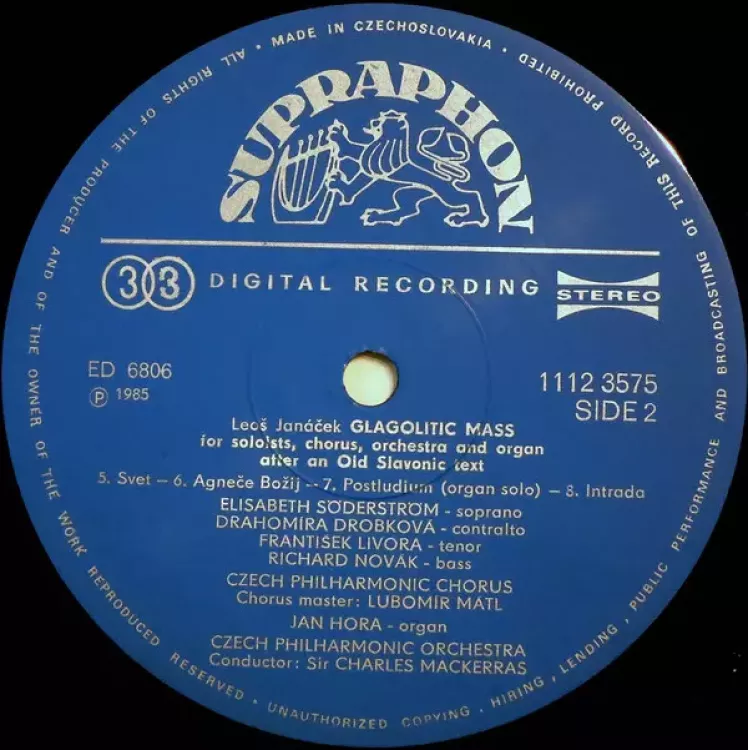 MADE IN CZECHOSLOVAKIA •
ALL RIGHTS OF THE PRODUCER AND OF THE OWNER OF THE WORK REPRODUCED RESERVED • UNAUTHORIZED COPYING, HIRING, LENDING, PUBLIC PERFORMANCE AND BROADCASTING OF THIS RECORD PROHIBITED •
SUPRAPHON
33 DIGITAL RECORDING STEREO
ED 6806
Ⓟ 1985
1112 3575
SIDE 2
Leoš Janáček GLAGOLITIC MASS
for soloists, chorus, orchestra and organ
after an Old Slavonic text
5. Svet – 6. Agneče Božij – 7. Postludium (organ solo) – 8. Intrada
ELISABETH SÖDERSTRÖM - soprano
DRAHOMÍRA DROBKOVÁ - contralto
FRANTIŠEK LIVORA - tenor
RICHARD NOVÁK - bass
CZECH PHILHARMONIC CHORUS
Chorus master: LUBOMÍR MÁTL
JAN HORA - organ
CZECH PHILHARMONIC ORCHESTRA
Conductor: Sir CHARLES MACKERRAS